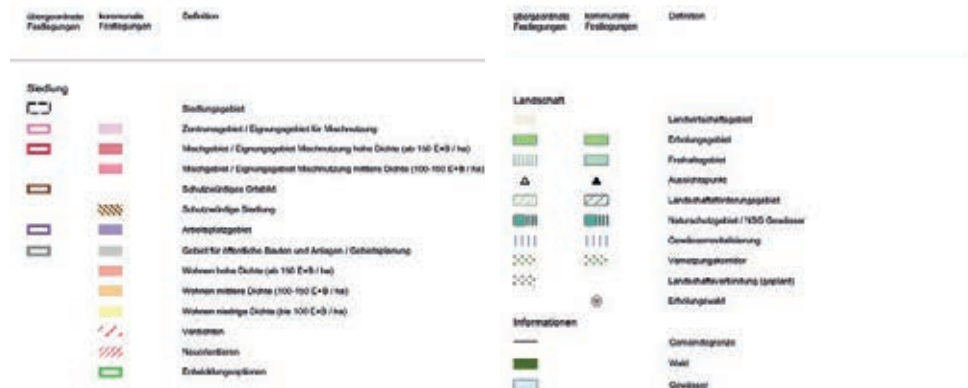 übergeordnete Festlegungen
kommunale Festlegungen
Definition
Siedlung
Siedlungsgebiet
Zentrumsgebiet / Eignungsgebiet für Mischnutzung
Mischgebiet / Eignungsgebiet Mischnutzung hohe Dichte (ab 150 E+B / ha)
Mischgebiet / Eignungsgebiet Mischnutzung mittlere Dichte (100-150 E+B / ha)
Schutzwürdiges Ortsbild
Schutzwürdige Siedlung
Arbeitsplatzgebiet
Gebiet für öffentliche Bauten und Anlagen / Gebietsplanung
Wohnen hohe Dichte (ab 150 E+B / ha)
Wohnen mittlere Dichte (100-150 E+B / ha)
Wohnen niedrige Dichte (bis 100 E+B / ha)
Verdichten
Neuorientieren
Entwicklungsoptionen
übergeordnete Festlegungen
kommunale Festlegungen
Definition
Landschaft
Landwirtschaftsgebiet
Erholungsgebiet
Freihaltegebiet
Aussichtspunkt
Landschaftsförderungsgebiet
Naturschutzgebiet / NSG Gewässer
Gewässerrevitalisierung
Vernetzungskorridor
Landschaftsverbindung (geplant)
Erholungswald
Informationen
Gemeindegrenze
Wald
Gewässer